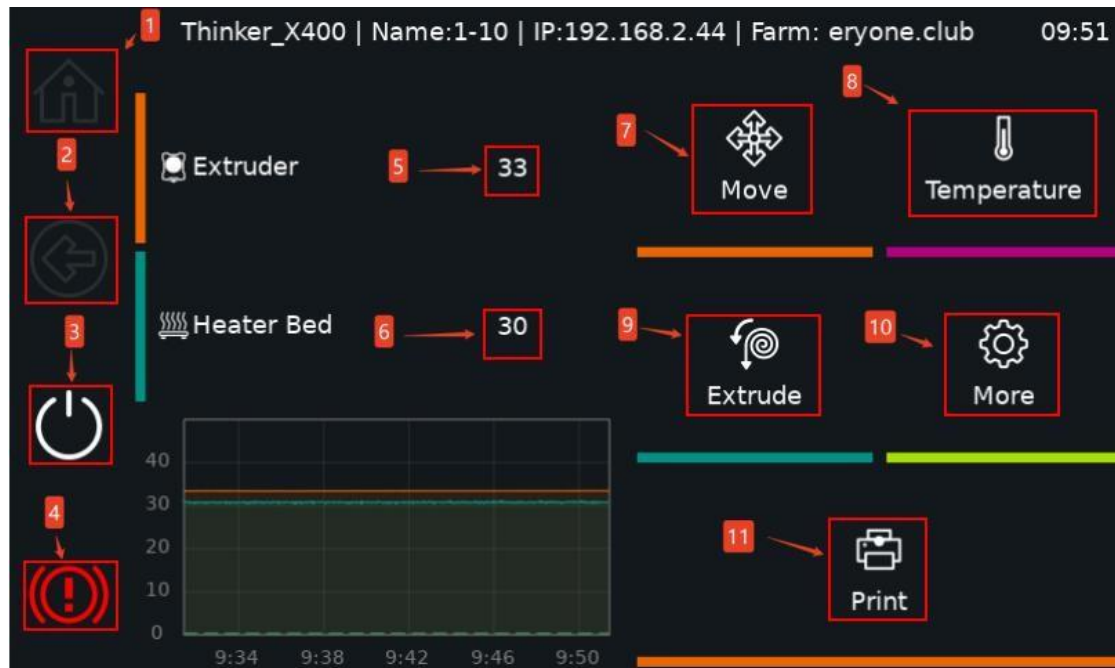 1
Thinker_X400 | Name:1-10 | IP:192.168.2.44 | Farm: eryone.club 09:51
8
2
7
Extruder
5
33
Move
Temperature
3
Heater Bed
6
30
9
10
Extrude
More
40
30
4
20
11
10
Print
0
9:34 9:38 9:42 9:46 9:50